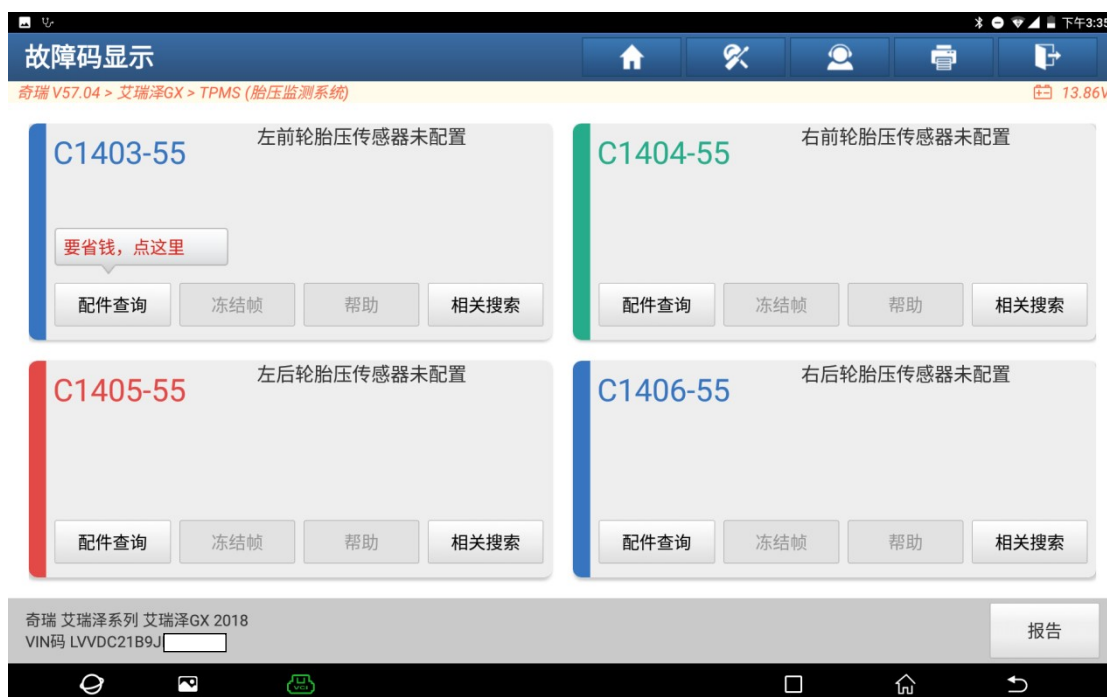 下午3:35
故障码显示
奇瑞 V57.04 > 艾瑞泽GX > TPMS (胎压监测系统)
13.86V
C1403-55
左前轮胎压传感器未配置
要省钱，点这里
配件查询
冻结帧
帮助
相关搜索
C1404-55
右前轮胎压传感器未配置
配件查询
冻结帧
帮助
相关搜索
C1405-55
左后轮胎压传感器未配置
配件查询
冻结帧
帮助
相关搜索
C1406-55
右后轮胎压传感器未配置
配件查询
冻结帧
帮助
相关搜索
奇瑞 艾瑞泽系列 艾瑞泽GX 2018
VIN码 LVVDC21B9J
报告
VCI